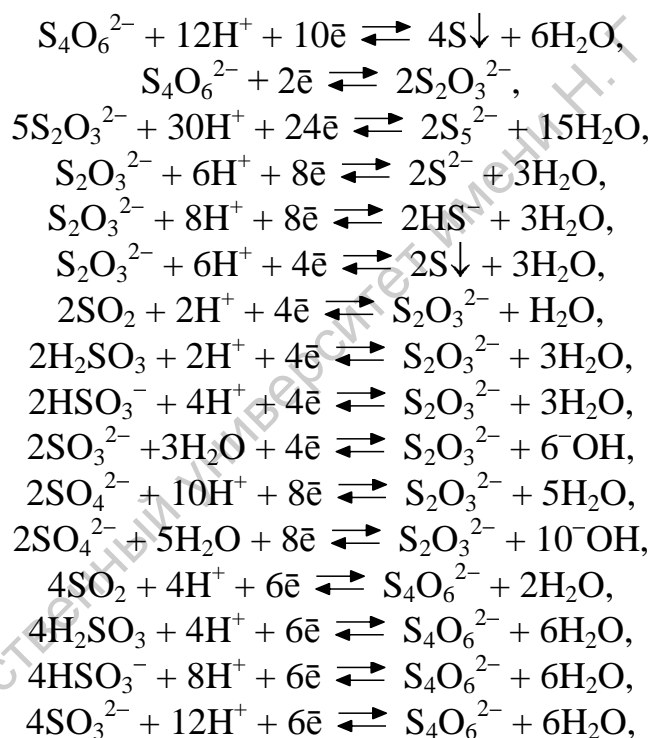 S₄O₆²⁻ + 12H⁺ + 10ē ⇄ 4S↓ + 6H₂O,
S₄O₆²⁻ + 2ē ⇄ 2S₂O₃²⁻,
5S₂O₃²⁻ + 30H⁺ + 24ē ⇄ 2S₅²⁻ + 15H₂O,
S₂O₃²⁻ + 6H⁺ + 8ē ⇄ 2S²⁻ + 3H₂O,
S₂O₃²⁻ + 8H⁺ + 8ē ⇄ 2HS⁻ + 3H₂O,
S₂O₃²⁻ + 6H⁺ + 4ē ⇄ 2S↓ + 3H₂O,
2SO₂ + 2H⁺ + 4ē ⇄ S₂O₃²⁻ + H₂O,
2H₂SO₃ + 2H⁺ + 4ē ⇄ S₂O₃²⁻ + 3H₂O,
2HSO₃⁻ + 4H⁺ + 4ē ⇄ S₂O₃²⁻ + 3H₂O,
2SO₃²⁻ +3H₂O + 4ē ⇄ S₂O₃²⁻ + 6⁻OH,
2SO₄²⁻ + 10H⁺ + 8ē ⇄ S₂O₃²⁻ + 5H₂O,
2SO₄²⁻ + 5H₂O + 8ē ⇄ S₂O₃²⁻ + 10⁻OH,
4SO₂ + 4H⁺ + 6ē ⇄ S₄O₆²⁻ + 2H₂O,
4H₂SO₃ + 4H⁺ + 6ē ⇄ S₄O₆²⁻ + 6H₂O,
4HSO₃⁻ + 8H⁺ + 6ē ⇄ S₄O₆²⁻ + 6H₂O,
4SO₃²⁻ + 12H⁺ + 6ē ⇄ S₄O₆²⁻ + 6H₂O,
ственный университет имени Н. Г